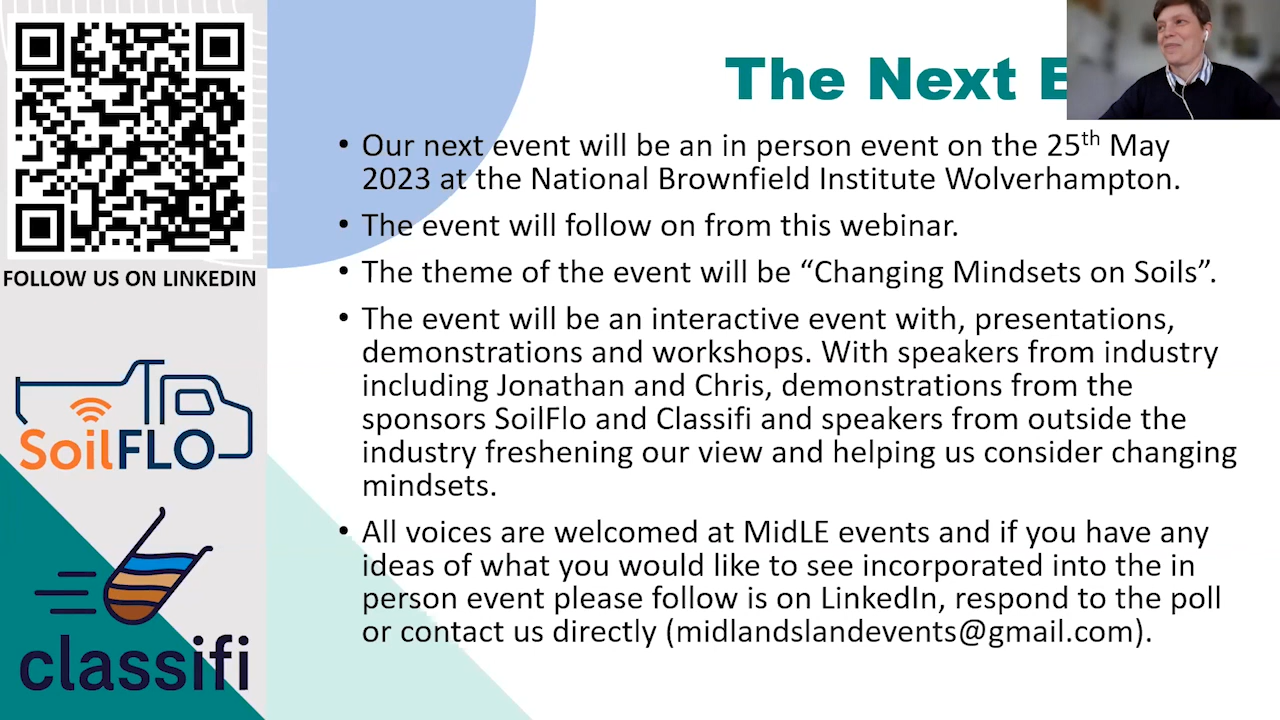 The Next
Our next event will be an in person event on the 25th May
2023 at the National Brownfield Institute Wolverhampton.
The event will follow on from this webinar.
The theme of the event will be “Changing Mindsets on Soils”.
The event will be an interactive event with, presentations,
demonstrations and workshops. With speakers from industry
including Jonathan and Chris, demonstrations from the
sponsors SoilFlo and Classifi and speakers from outside the
industry freshening our view and helping us consider changing
mindsets.
All voices are welcomed at MidLE events and if you have any
ideas of what you would like to see incorporated into the in
person event please follow is on LinkedIn, respond to the poll
or contact us directly (midlandslandevents@gmail.com).
FOLLOW US ON LINKEDIN
SoilFLO
classifi